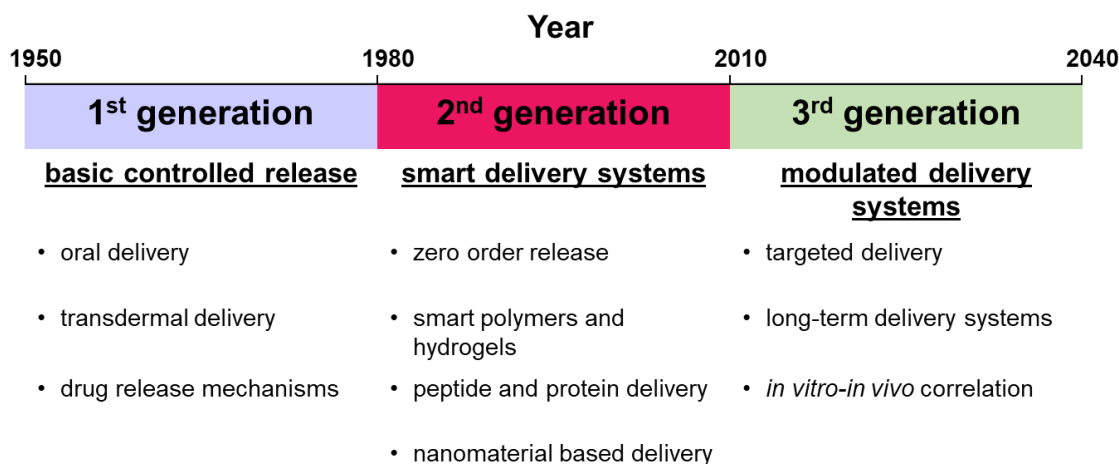 Year
1950 1980 2010 2040
1st generation 2nd generation 3rd generation
basic controlled release smart delivery systems modulated delivery
systems
• oral delivery • zero order release • targeted delivery
• transdermal delivery • smart polymers and • long-term delivery systems
hydrogels
• drug release mechanisms • peptide and protein delivery • in vitro-in vivo correlation
• nanomaterial based delivery